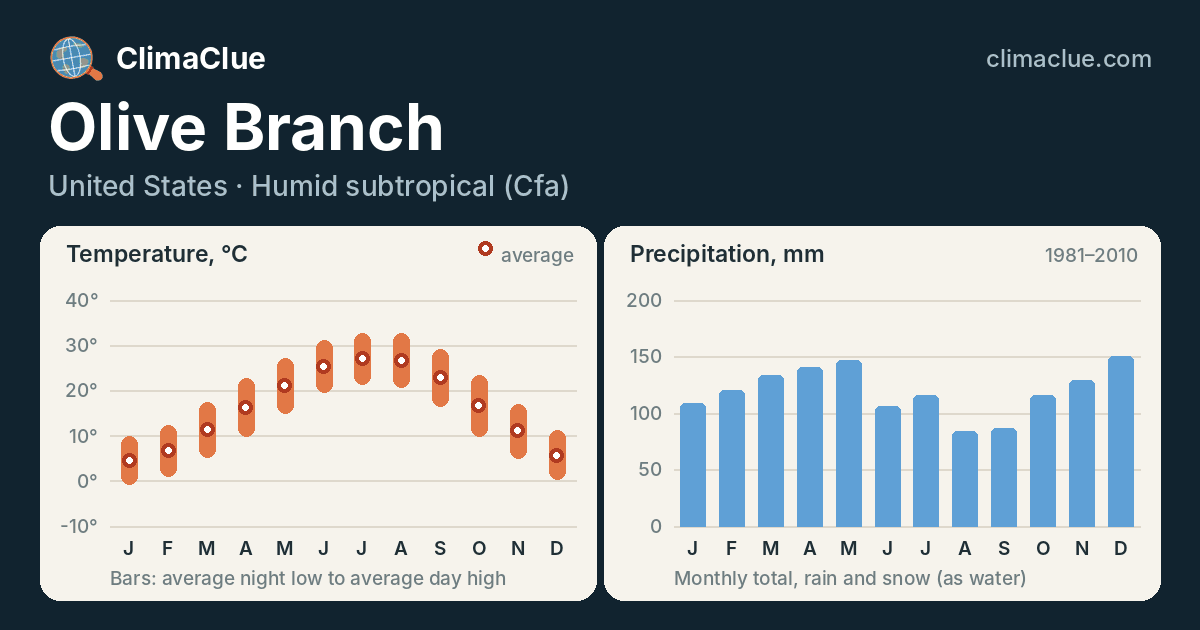 ClimaClue
climaclue.com
Olive Branch
United States · Humid subtropical (Cfa)
Temperature, °C
average
40°
30°
20°
10°
0°
-10°
J F M A M J J A S O N D
Bars: average night low to average day high
Precipitation, mm
1981–2010
200
150
100
50
0
J F M A M J J A S O N D
Monthly total, rain and snow (as water)